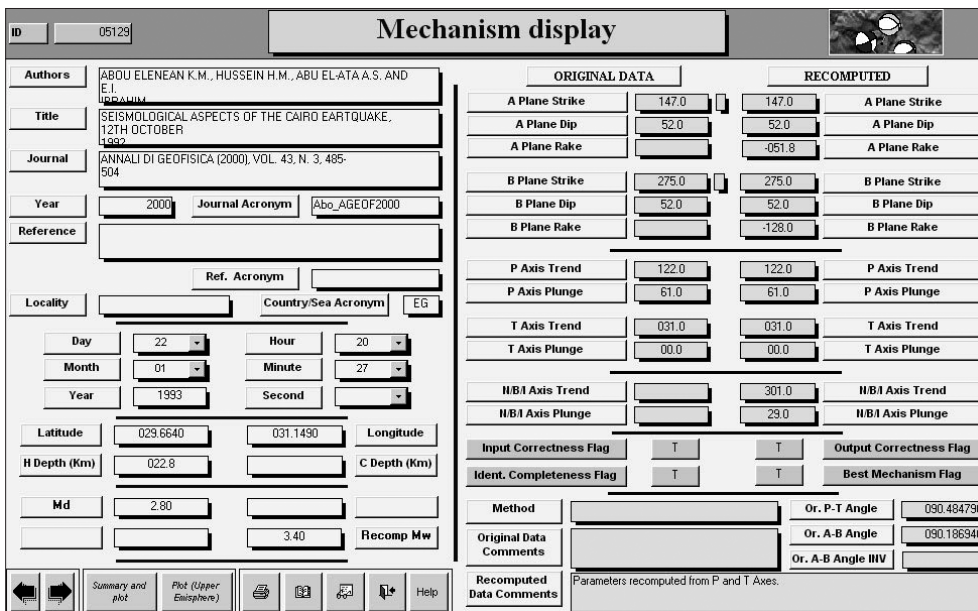 ID 05129 Mechanism display
Authors ABOU ELENEAN K.M., HUSSEIN H.M., ABU EL-ATA A.S. AND
E.I.
IBRAHIM
Title SEISMOLOGICAL ASPECTS OF THE CAIRO EARTQUAKE,
12TH OCTOBER
1992
Journal ANNALI DI GEOFISICA (2000), VOL. 43, N. 3, 485-
504
Year 2000 Journal Acronym Abo_AGEOF2000
Reference
Ref. Acronym
Locality Country/Sea Acronym EG
Day 22 Hour 20
Month 01 Minute 27
Year 1993 Second
Latitude 029.6640 031.1490 Longitude
H Depth (Km) 022.8 C Depth (Km)
Md 2.80
3.40 Recomp Mw
Summary and
plot
Plot (Upper
Emisphere)
Help
ORIGINAL DATA RECOMPUTED
A Plane Strike 147.0 147.0 A Plane Strike
A Plane Dip 52.0 52.0 A Plane Dip
A Plane Rake -051.8 A Plane Rake
B Plane Strike 275.0 275.0 B Plane Strike
B Plane Dip 52.0 52.0 B Plane Dip
B Plane Rake -128.0 B Plane Rake
P Axis Trend 122.0 122.0 P Axis Trend
P Axis Plunge 61.0 61.0 P Axis Plunge
T Axis Trend 031.0 031.0 T Axis Trend
T Axis Plunge 00.0 00.0 T Axis Plunge
N/B/I Axis Trend 301.0 N/B/I Axis Trend
N/B/I Axis Plunge 29.0 N/B/I Axis Plunge
Input Correctness Flag T T Output Correctness Flag
Ident. Completeness Flag T T Best Mechanism Flag
Method Or. P-T Angle 090.484790
Original Data
Comments
Or. A-B Angle 090.186940
Or. A-B Angle INV
Recomputed
Data Comments
Parameters recomputed from P and T Axes.